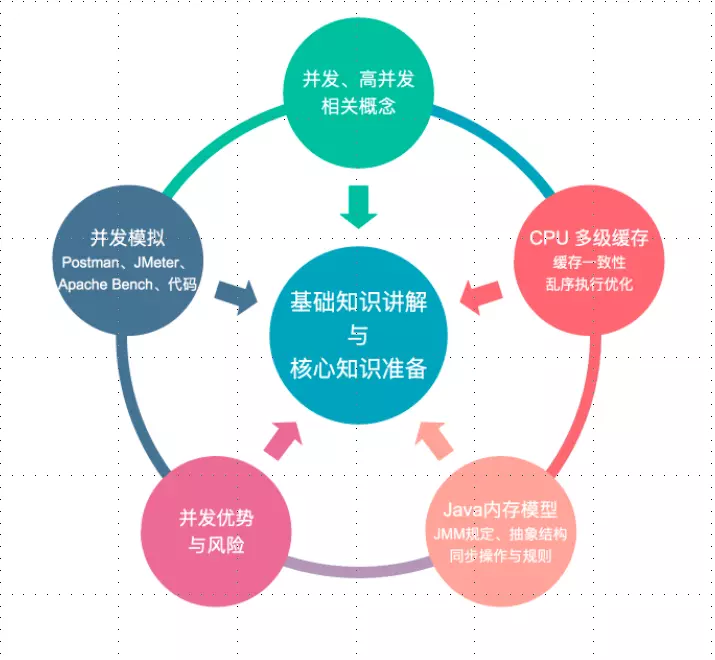 并发、高并发
相关概念
并发模拟
Postman、JMeter、
Apache Bench、代码
CPU 多级缓存
缓存一致性
乱序执行优化
基础知识讲解
与
核心知识准备
并发优势
与风险
Java内存模型
JMM规定、抽象结构
同步操作与规则